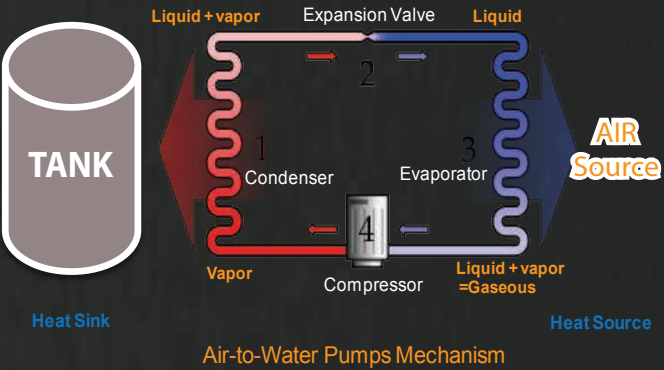 Liquid + vapor
Expansion Valve
Liquid
2
TANK
1
Condenser
Evaporator
3
AIR
Source
4
Vapor
Compressor
Liquid + vapor
=Gaseous
Heat Sink
Heat Source
Air-to-Water Pumps Mechanism